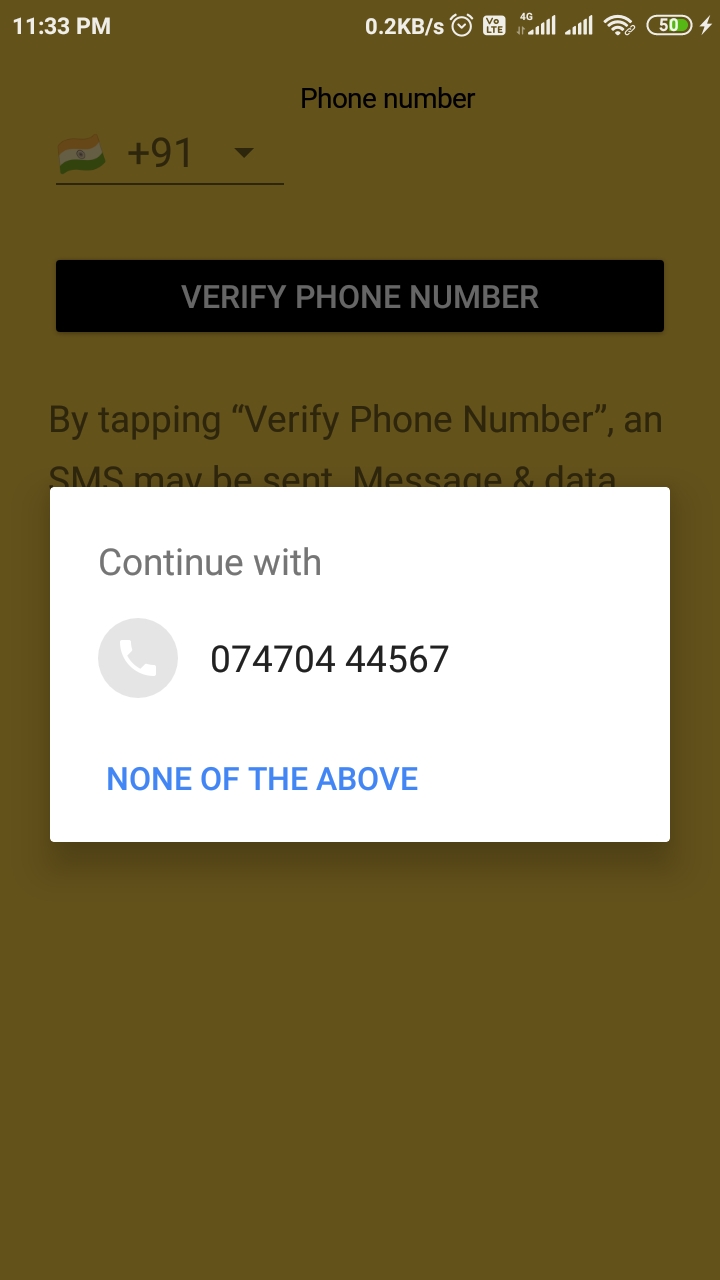 11:33 PM 0.2KB/s Vo LTE 4G 50
Phone number
+91
VERIFY PHONE NUMBER
By tapping “Verify Phone Number”, an
SMS may be sent. Message & data
Continue with
074704 44567
NONE OF THE ABOVE